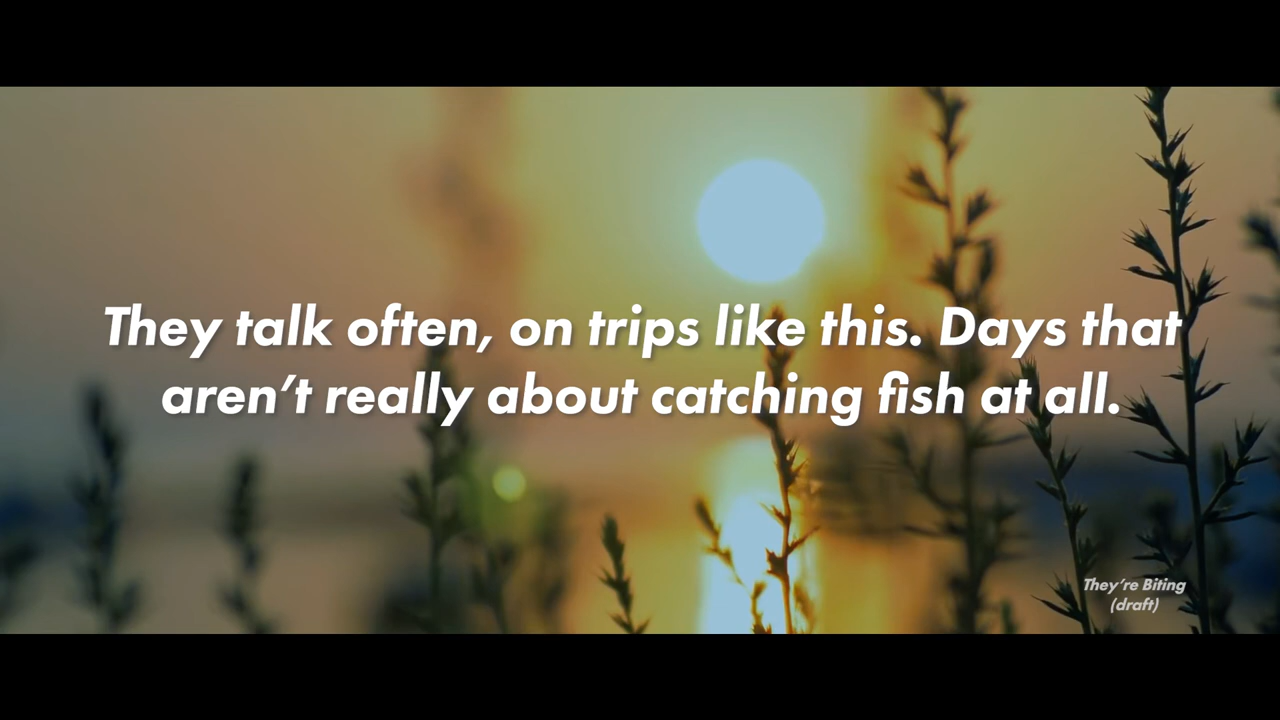 They talk often, on trips like this. Days that
aren’t really about catching fish at all.
They’re Biting
(draft)